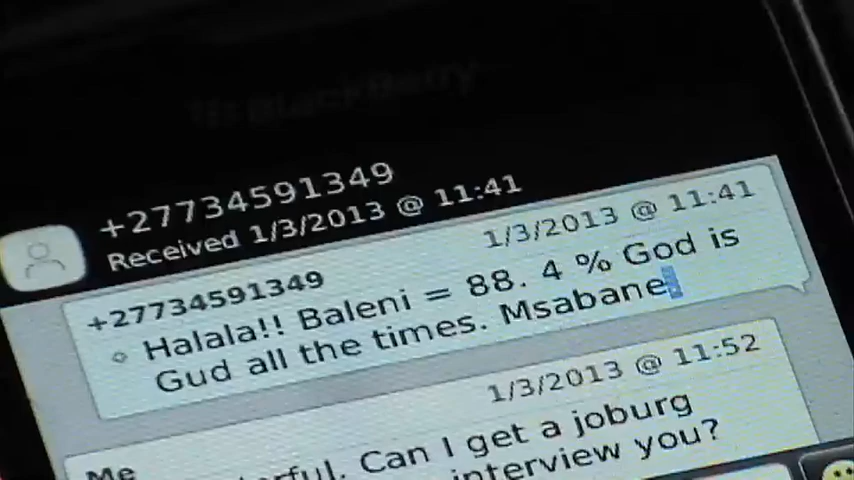 +27734591349
Received 1/3/2013 @ 11:41
1/3/2013 @ 11:41
+27734591349
Halala!! Baleni = 88. 4 % God is
Gud all the times. Msabane.
1/3/2013 @ 11:52
Me
Can I get a joburg
interview you?